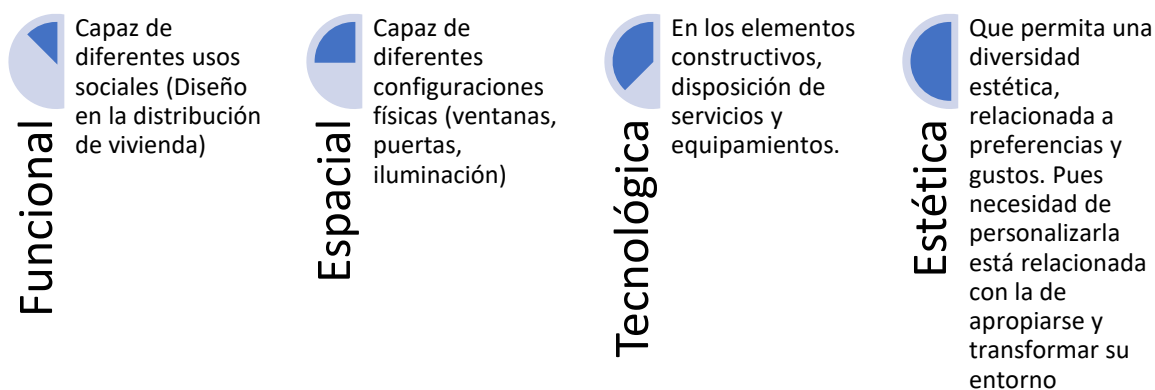 Funcional
Capaz de
diferentes usos
sociales (Diseño
en la distribución
de vivienda)
Espacial
Capaz de
diferentes
configuraciones
físicas (ventanas,
puertas,
iluminación)
Tecnológica
En los elementos
constructivos,
disposición de
servicios y
equipamientos.
Estética
Que permita una
diversidad
estética,
relacionada a
preferencias y
gustos. Pues
necesidad de
personalizarla
está relacionada
con la de
apropiarse y
transformar su
entorno